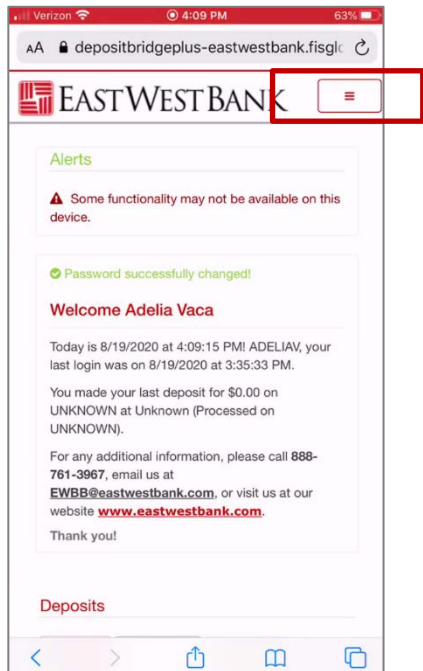 Verizon 4:09 PM 63%
AA depositbridgeplus-eastwestbank.fisglo
EAST WEST BANK
Alerts
Some functionality may not be available on this
device.
Password successfully changed!
Welcome Adelia Vaca
Today is 8/19/2020 at 4:09:15 PM! ADELIAV, your
last login was on 8/19/2020 at 3:35:33 PM.
You made your last deposit for $0.00 on
UNKNOWN at Unknown (Processed on
UNKNOWN).
For any additional information, please call 888-
761-3967, email us at
EWBB@eastwestbank.com, or visit us at our
website www.eastwestbank.com.
Thank you!
Deposits